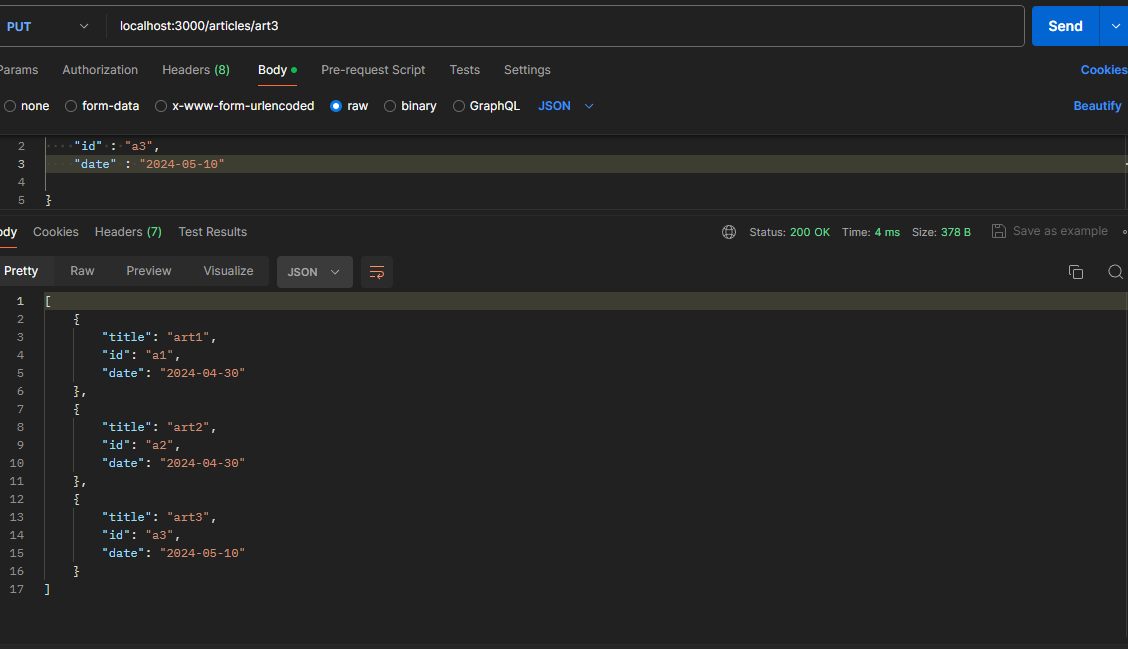 PUT localhost:3000/articles/art3 Send
Params Authorization Headers (8) Body Pre-request Script Tests Settings Cookies
none form-data x-www-form-urlencoded raw binary GraphQL JSON Beautify
2 "id" : "a3",
3 "date" : "2024-05-10"
4
5 }
ody Cookies Headers (7) Test Results Status: 200 OK Time: 4 ms Size: 378 B Save as example
Pretty Raw Preview Visualize JSON
1 [
2 {
3 "title": "art1",
4 "id": "a1",
5 "date": "2024-04-30"
6 },
7 {
8 "title": "art2",
9 "id": "a2",
10 "date": "2024-04-30"
11 },
12 {
13 "title": "art3",
14 "id": "a3",
15 "date": "2024-05-10"
16 }
17 ]